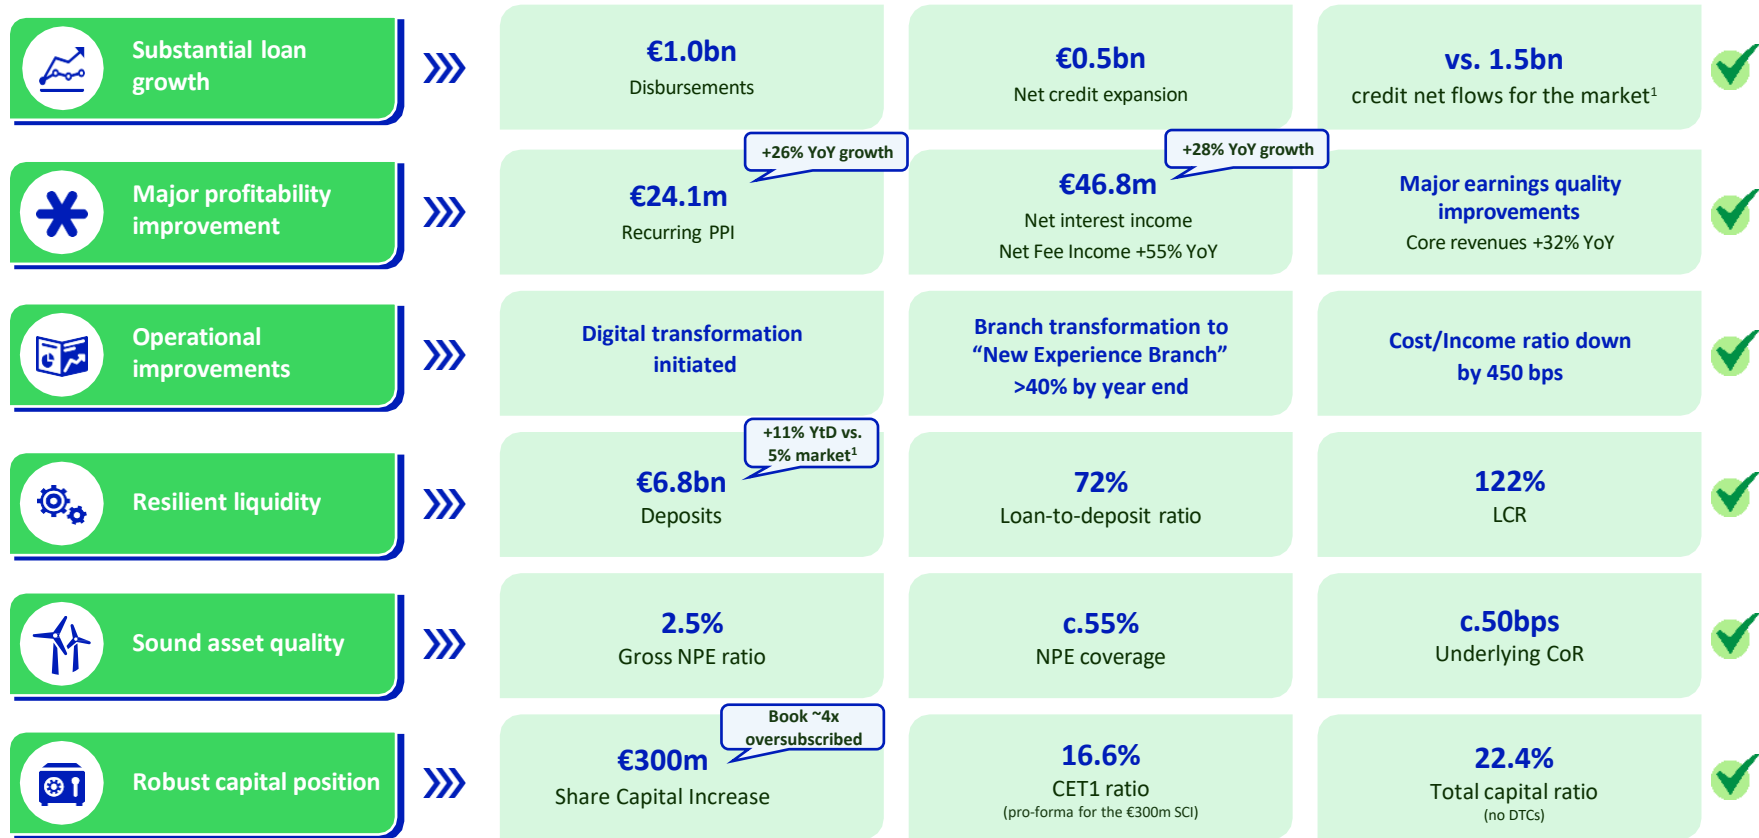 Substantial loan
growth
€1.0bn
Disbursements
€0.5bn
Net credit expansion
vs. 1.5bn
credit net flows for the market1
Major profitability
improvement
+26% YoY growth
€24.1m
Recurring PPI
+28% YoY growth
€46.8m
Net interest income
Net Fee Income +55% YoY
Major earnings quality
improvements
Core revenues +32% YoY
Operational
improvements
Digital transformation
initiated
Branch transformation to
“New Experience Branch”
>40% by year end
Cost/Income ratio down
by 450 bps
Resilient liquidity
+11% YtD vs.
5% market1
€6.8bn
Deposits
72%
Loan-to-deposit ratio
122%
LCR
Sound asset quality
2.5%
Gross NPE ratio
c.55%
NPE coverage
c.50bps
Underlying CoR
Robust capital position
Book ~4x
oversubscribed
€300m
Share Capital Increase
16.6%
CET1 ratio
(pro-forma for the €300m SCI)
22.4%
Total capital ratio
(no DTCs)